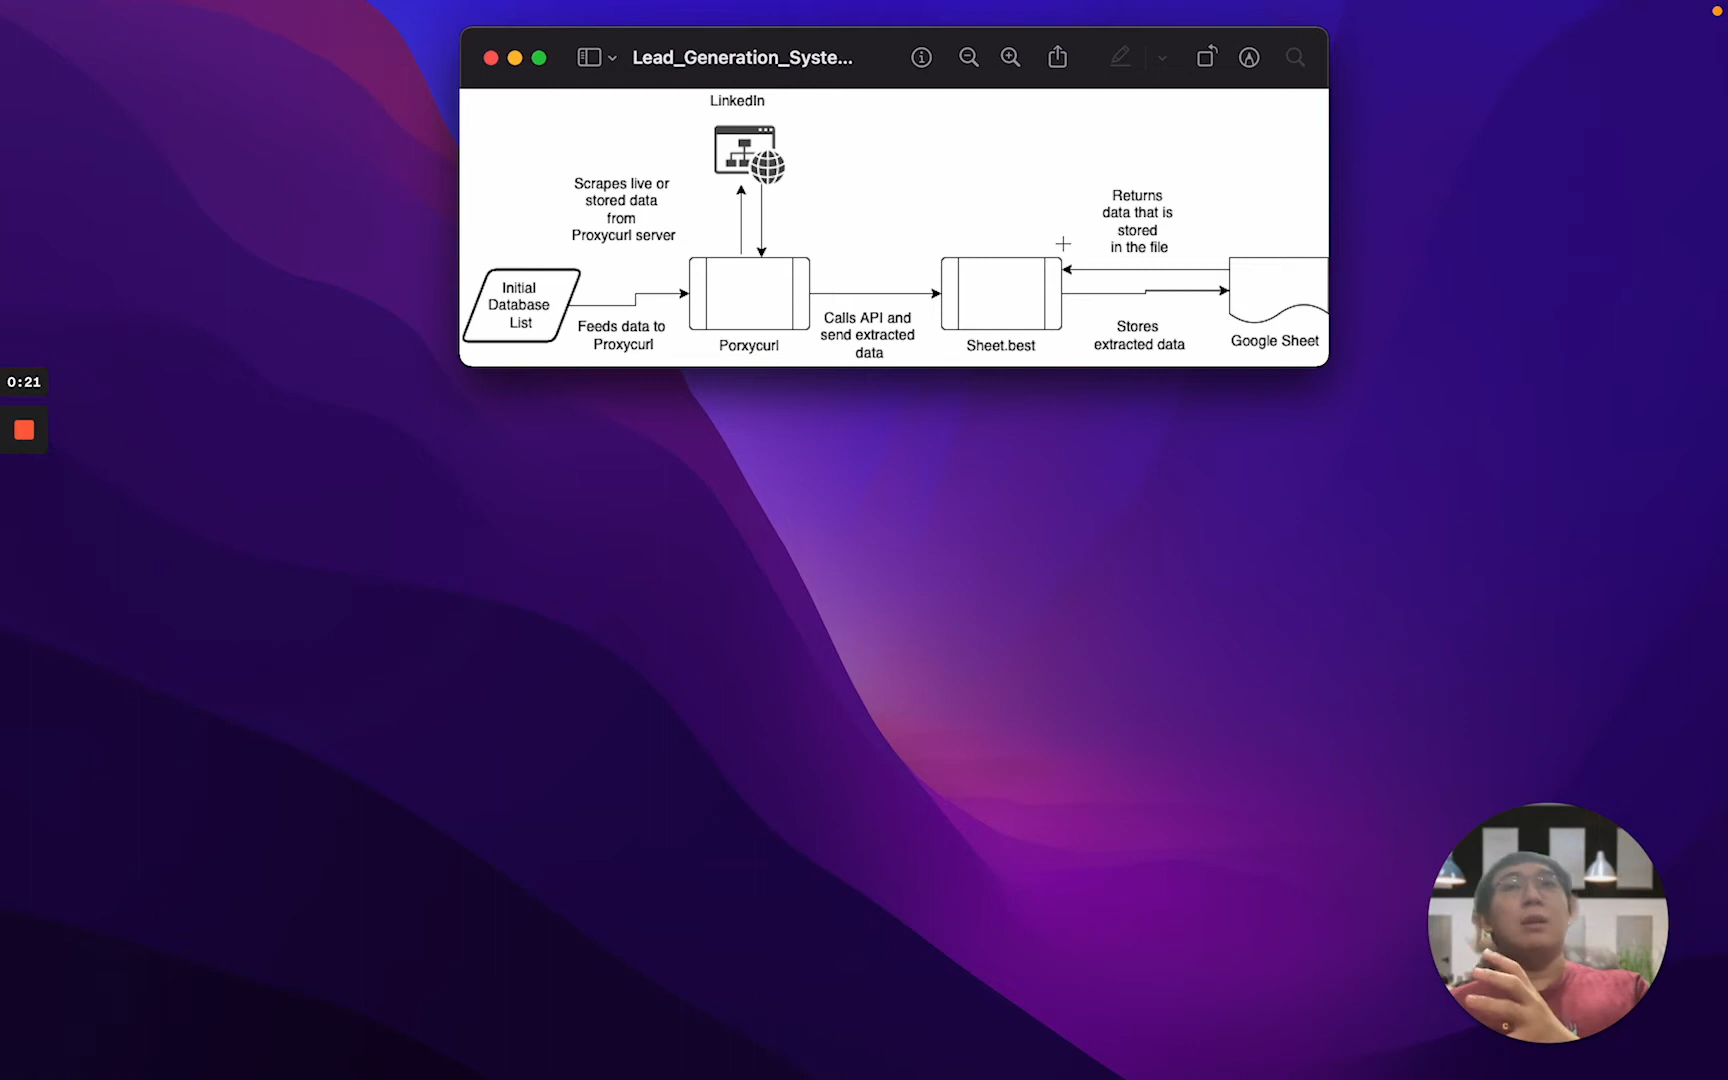 Lead_Generation_Syste...
LinkedIn
Scrapes live or
stored data
from
Proxycurl server
Returns
data that is
stored
in the file
Initial
Database
List
Feeds data to
Proxycurl
Porxycurl
Calls API and
send extracted
data
Sheet.best
Stores
extracted data
Google Sheet
0:21